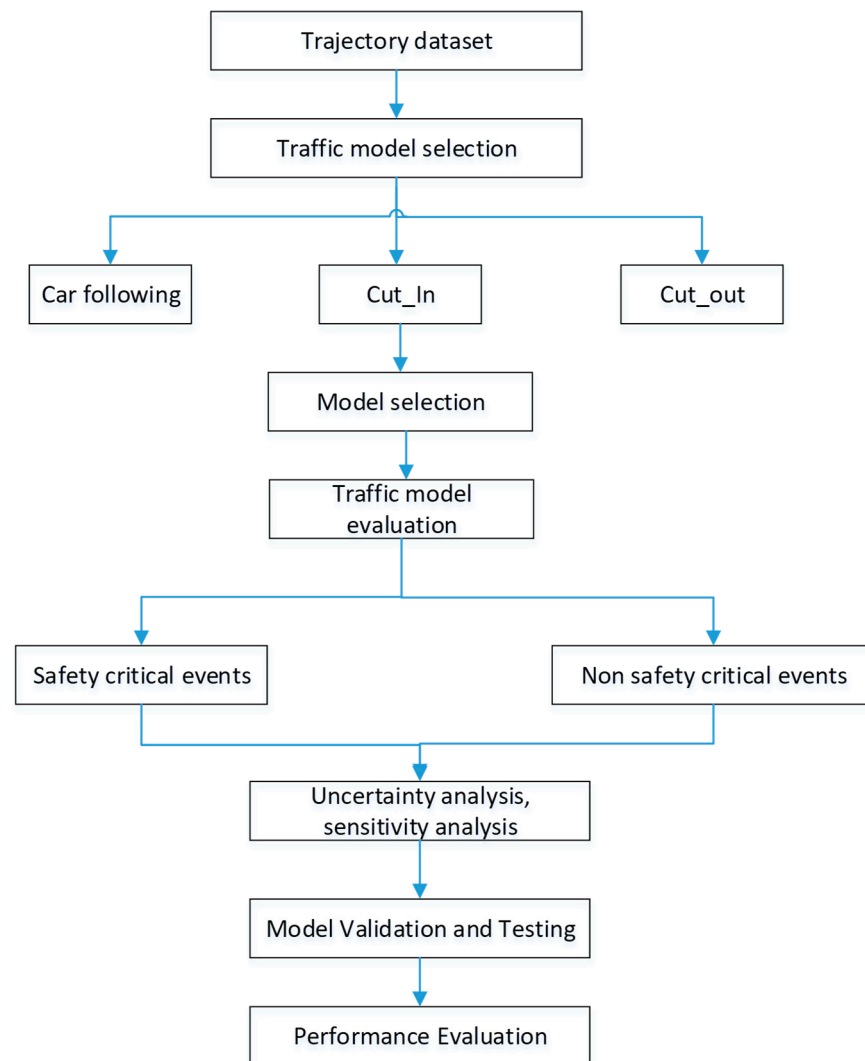 Trajectory dataset
Traffic model selection
Car following
Cut_In
Cut_out
Model selection
Traffic model
evaluation
Safety critical events
Non safety critical events
Uncertainty analysis,
sensitivity analysis
Model Validation and Testing
Performance Evaluation